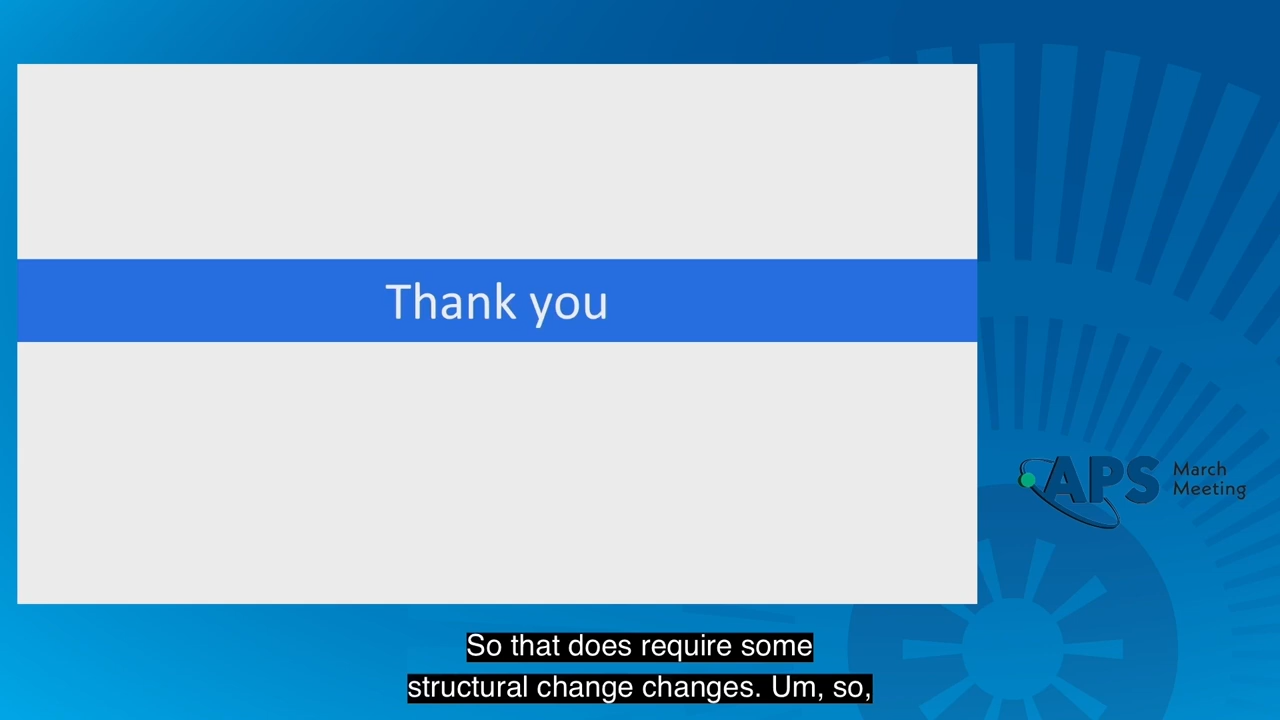 Thank you
APS March
Meeting
So that does require some
structural change changes. Um, so,